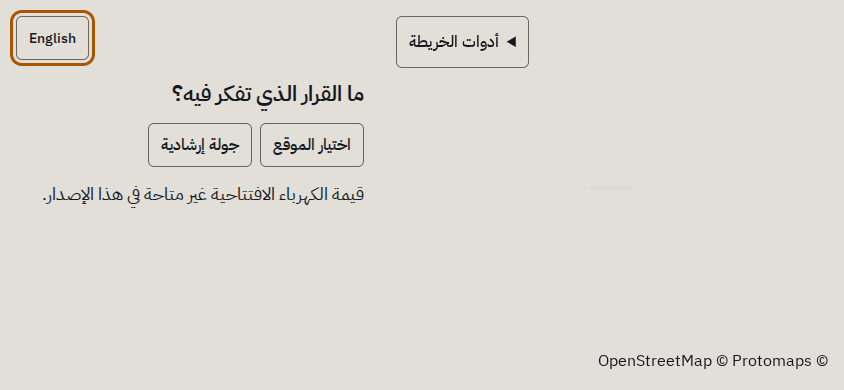 English
◀ أدوات الخريطة
ما القرار الذي تفكر فيه؟
اختيار الموقع
جولة إرشادية
قيمة الكهرباء الافتتاحية غير متاحة في هذا الإصدار.
OpenStreetMap © Protomaps ©